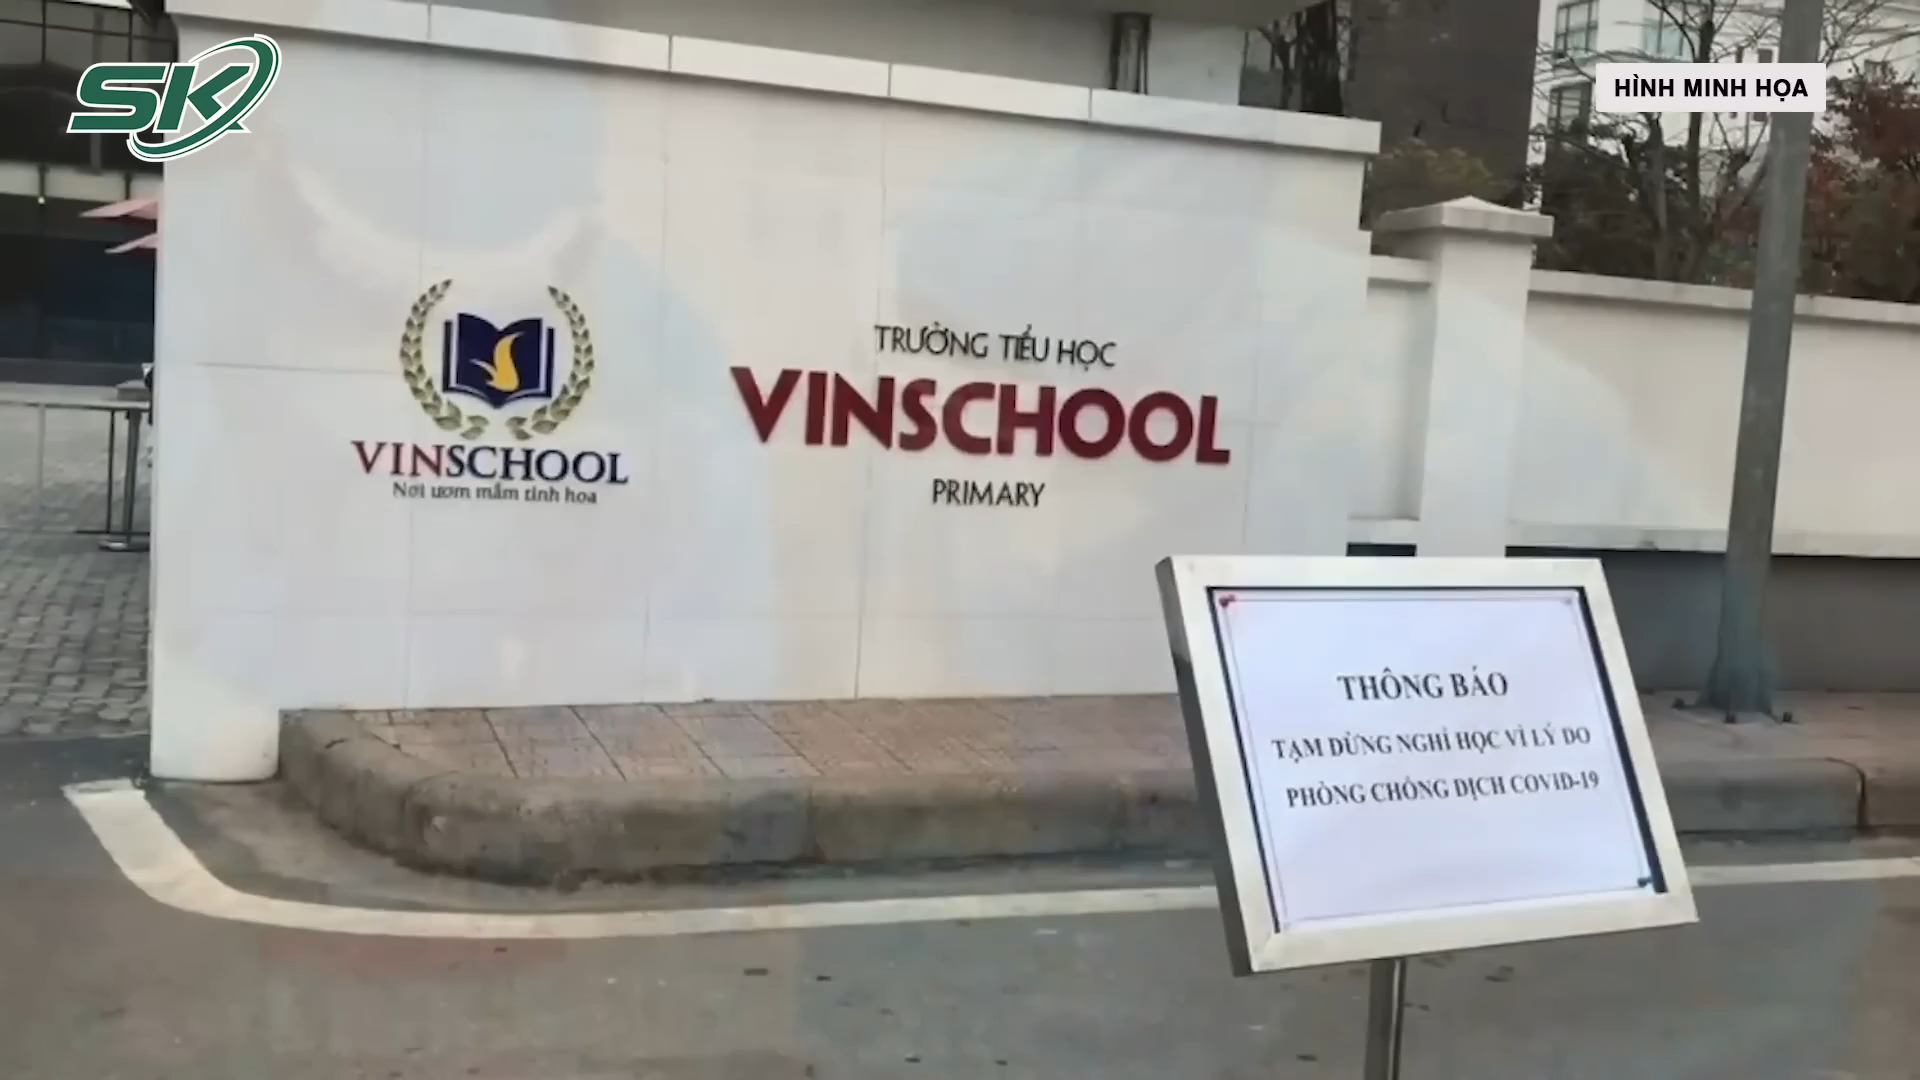 SK
HÌNH MINH HỌA
VINSCHOOL
Nơi ươm mầm tinh hoa
TRƯỜNG TIỂU HỌC
VINSCHOOL
PRIMARY
THÔNG BÁO
TẠM DỪNG NGHỈ HỌC VÌ LÝ DO
PHÒNG CHỐNG DỊCH COVID-19